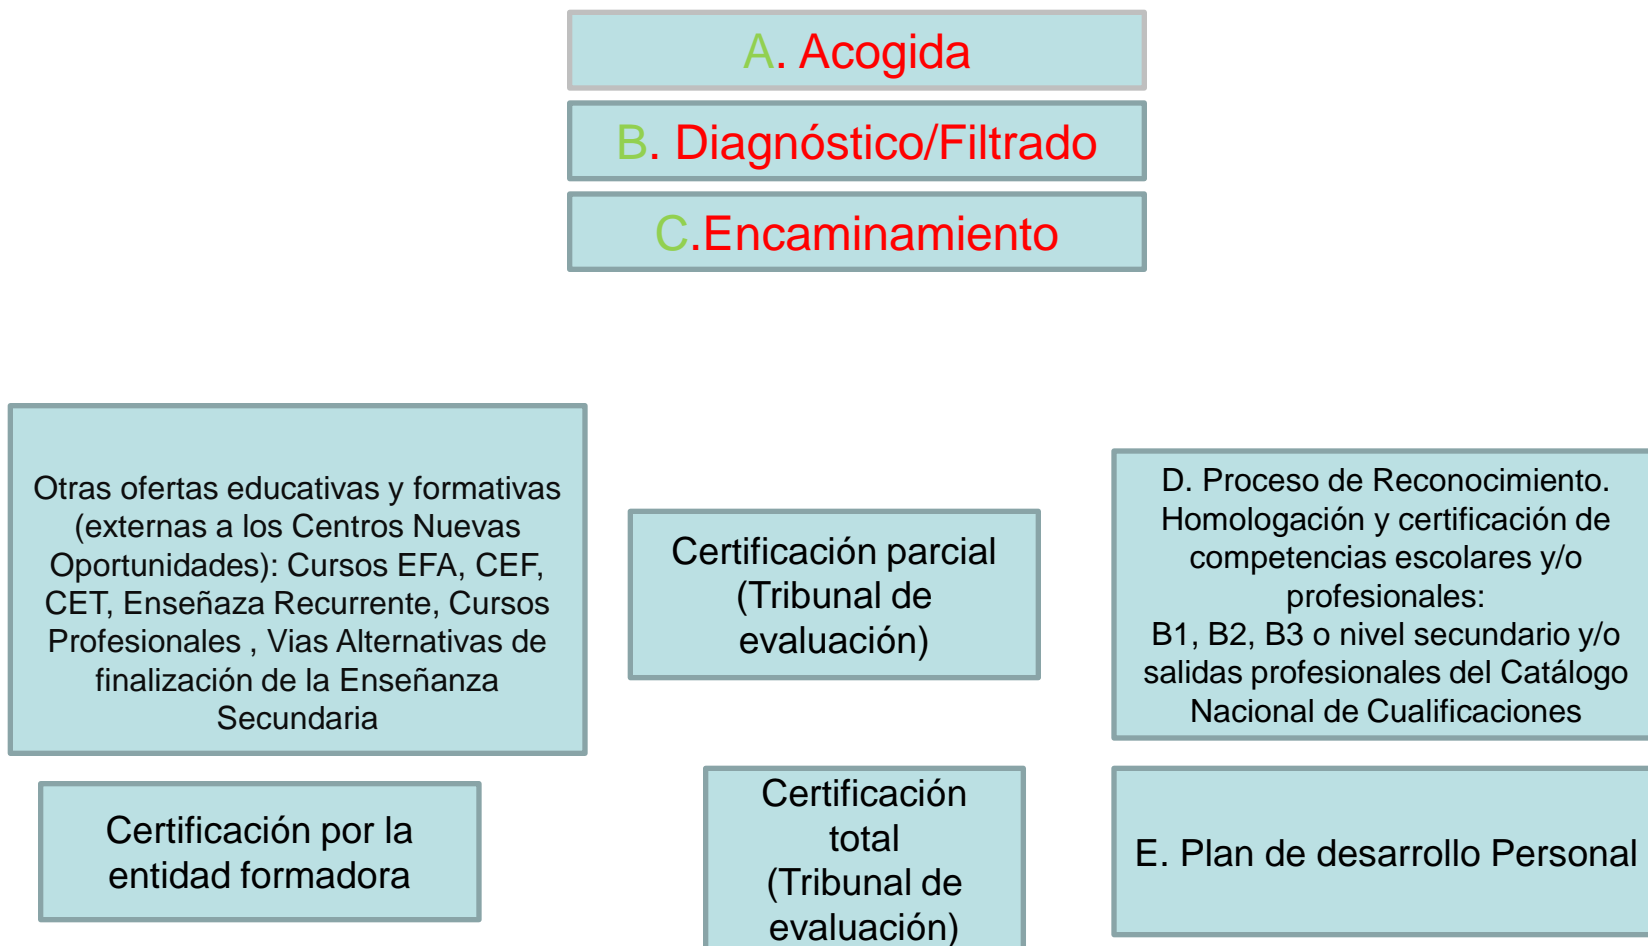 A. Acogida
B. Diagnóstico/Filtrado
C.Encaminamiento
Otras ofertas educativas y formativas
(externas a los Centros Nuevas
Oportunidades): Cursos EFA, CEF,
CET, Enseñaza Recurrente, Cursos
Profesionales , Vias Alternativas de
finalización de la Enseñanza
Secundaria
Certificación parcial
(Tribunal de
evaluación)
D. Proceso de Reconocimiento.
Homologación y certificación de
competencias escolares y/o
profesionales:
B1, B2, B3 o nivel secundario y/o
salidas profesionales del Catálogo
Nacional de Cualificaciones
Certificación por la
entidad formadora
Certificación
total
(Tribunal de
evaluación)
E. Plan de desarrollo Personal